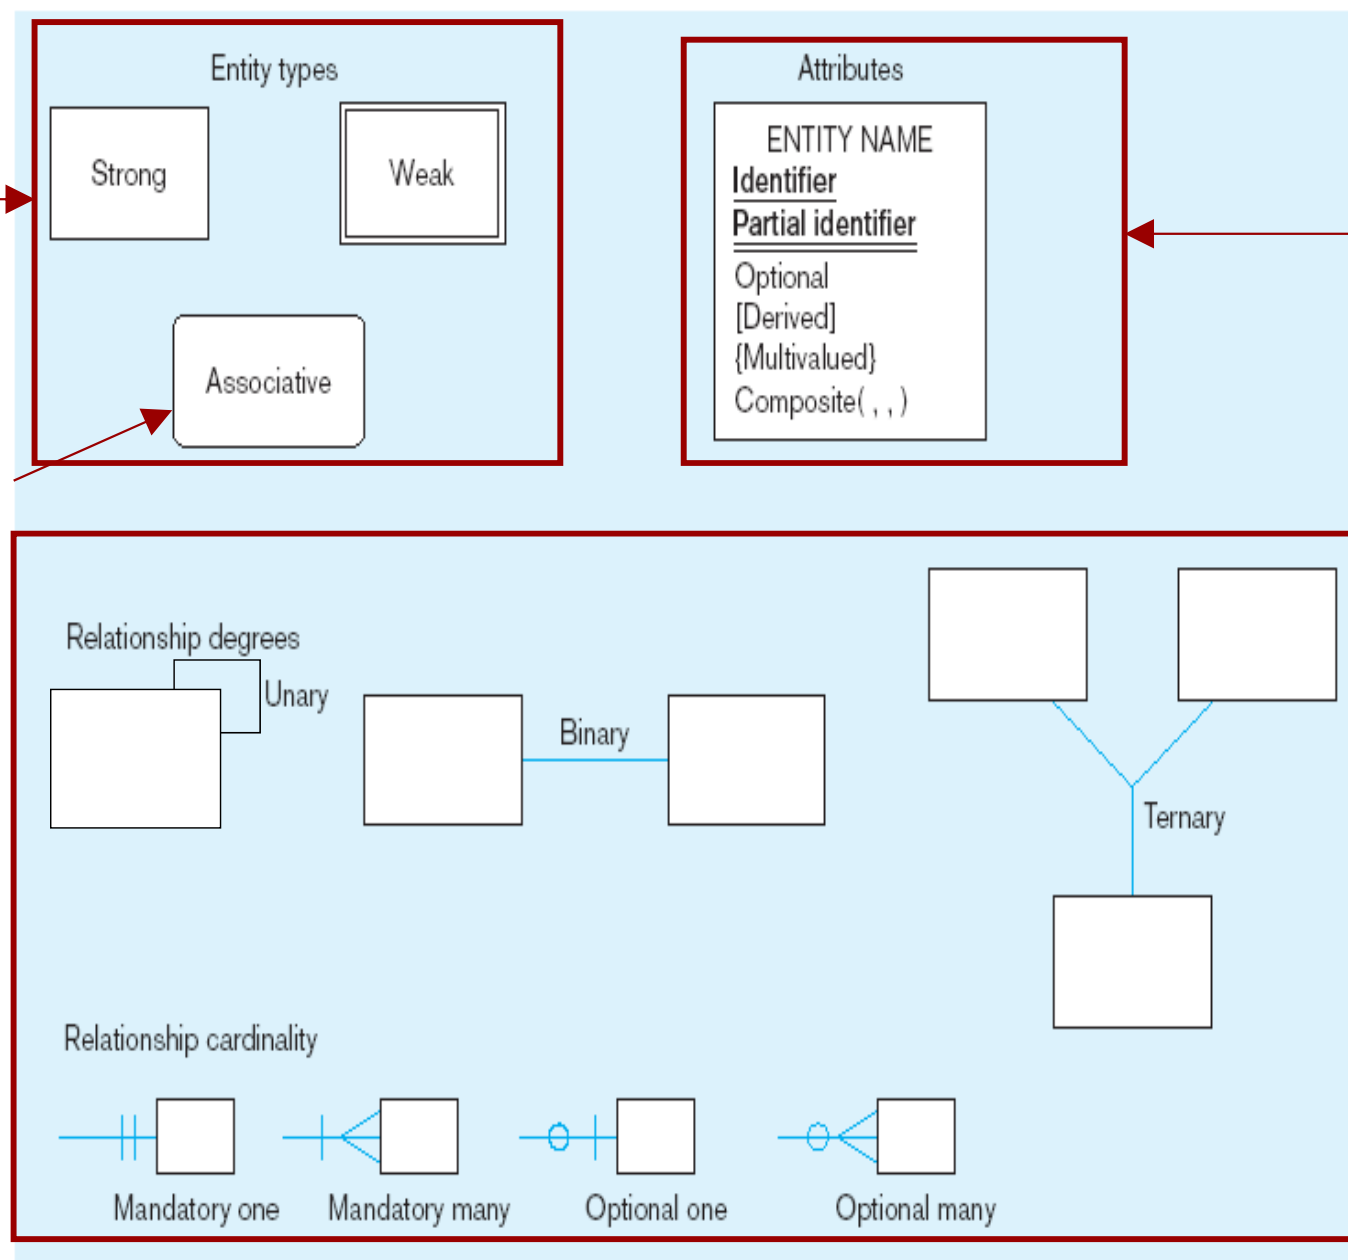 Entity types
Strong
Weak
Associative
Attributes
ENTITY NAME
Identifier
Partial identifier
Optional
[Derived]
{Multivalued}
Composite( , , )
Relationship degrees
Unary
Binary
Ternary
Relationship cardinality
Mandatory one
Mandatory many
Optional one
Optional many